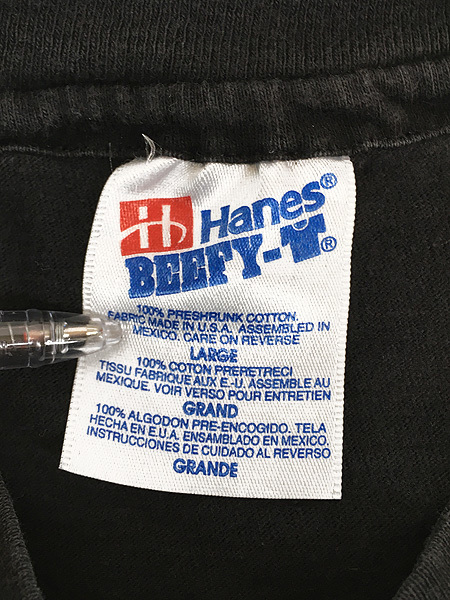 H Hanes®
BEEFY-T®
100% PRESHRUNK COTTON.
FABRIC MADE IN U.S.A. ASSEMBLED IN
MEXICO. CARE ON REVERSE
LARGE
100% COTON PRERETRECI
TISSU FABRIQUE AUX E.-U. ASSEMBLE AU
MEXIQUE. VOIR VERSO POUR ENTRETIEN
GRAND
100% ALGODON PRE-ENCOGIDO. TELA
HECHA EN E.U.A. ENSAMBLADO EN MEXICO.
INSTRUCCIONES DE CUIDADO AL REVERSO
GRANDE